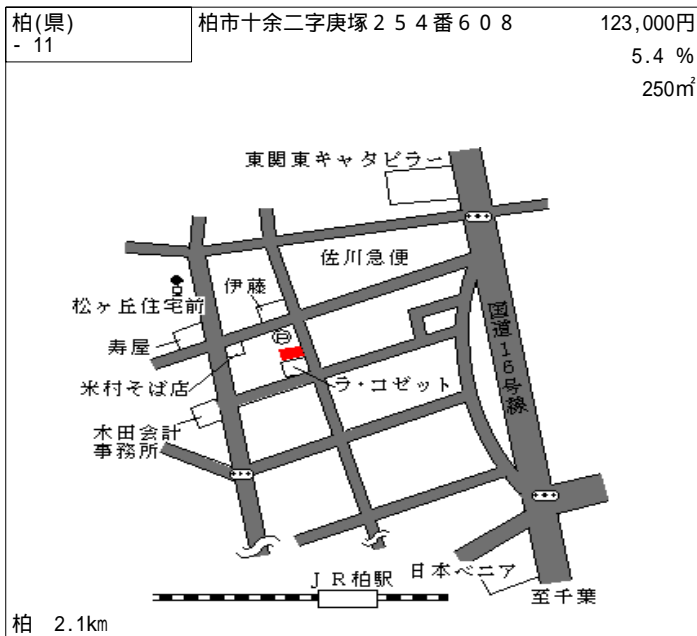 柏(県)
- 11
柏市十余二字庚塚２５４番６０８
123,000円
5.4 %
250㎡
東関東キャタピラー
佐川急便
伊藤
松ヶ丘住宅前
寿屋
Ｐ
米村そば店
ラ・コゼット
国道１６号線
木田会計
事務所
日本ベニア
ＪＲ柏駅
至千葉
柏 2.1km